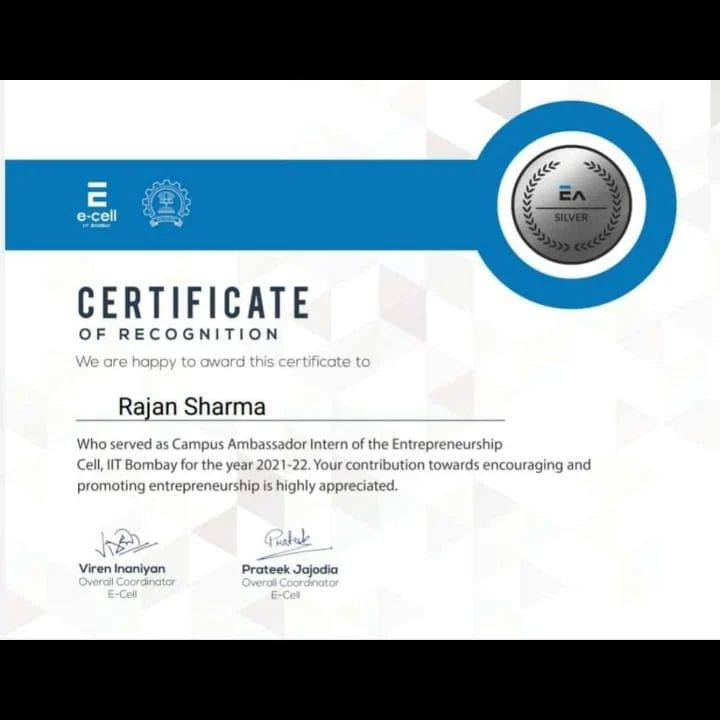 e-cell
IIT BOMBAY
EA
SILVER
CERTIFICATE
OF RECOGNITION
We are happy to award this certificate to
Rajan Sharma
Who served as Campus Ambassador Intern of the Entrepreneurship
Cell, IIT Bombay for the year 2021-22. Your contribution towards encouraging and
promoting entrepreneurship is highly appreciated.
Prateek
Viren Inaniyan
Overall Coordinator
E-Cell
Prateek Jajodia
Overall Coordinator
E-Cell